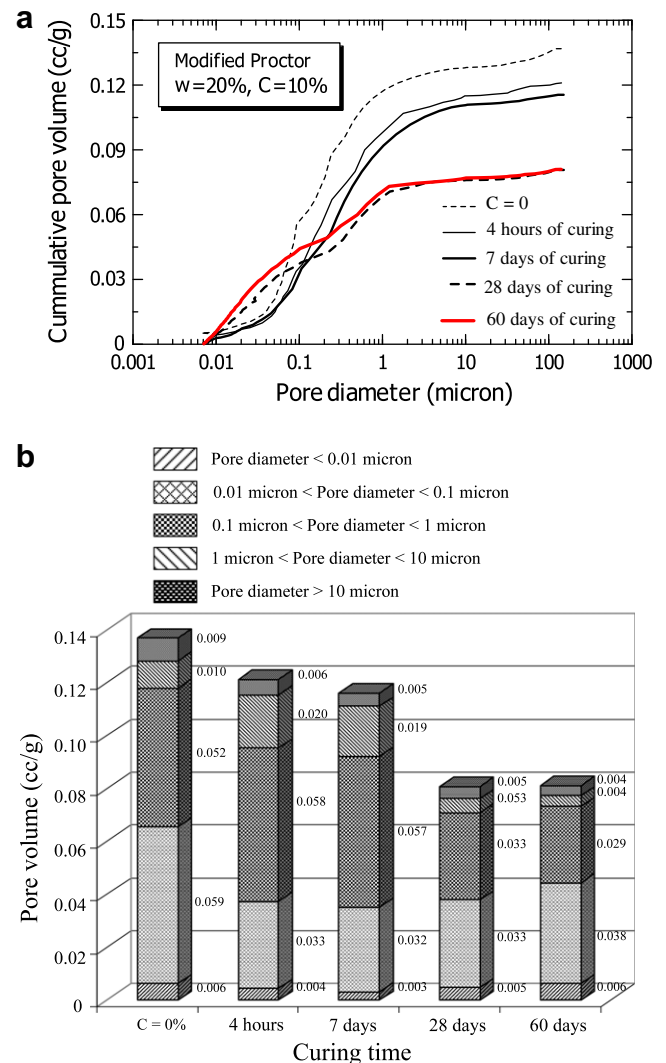 a
Cummulative pore volume (cc/g)
0.15
0.12
0.09
0.06
0.03
0
Modified Proctor
w=20%, C=10%
C = 0
4 hours of curing
7 days of curing
28 days of curing
60 days of curing
0.001 0.01 0.1 1 10 100 1000
Pore diameter (micron)
b
Pore diameter < 0.01 micron
0.01 micron < Pore diameter < 0.1 micron
0.1 micron < Pore diameter < 1 micron
1 micron < Pore diameter < 10 micron
Pore diameter > 10 micron
Pore volume (cc/g)
0.14
0.12
0.10
0.08
0.06
0.04
0.02
0
0.009
0.010
0.052
0.059
0.006
0.006
0.020
0.058
0.033
0.004
0.005
0.019
0.057
0.032
0.003
0.005
0.053
0.033
0.033
0.005
0.004
0.004
0.029
0.038
0.006
C = 0% 4 hours 7 days 28 days 60 days
Curing time